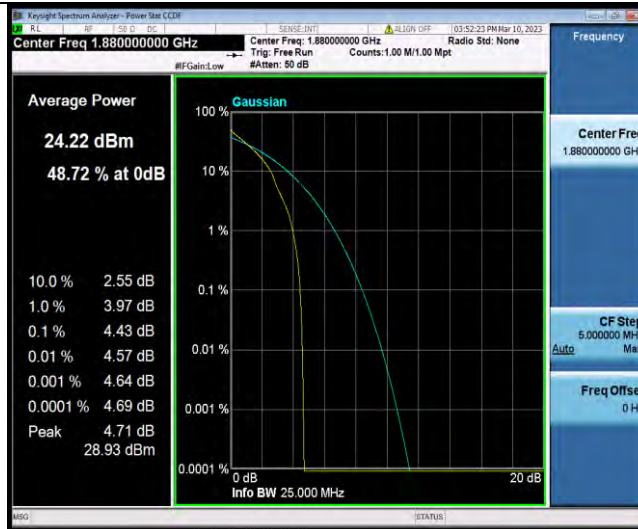 Keysight Spectrum Analyzer - Power Stat CCDF
RL RF 50 Ω DC SENSE:INT ALIGN OFF 03:52:23 PM Mar 10, 2023
Center Freq 1.880000000 GHz
Center Freq: 1.880000000 GHz Radio Std: None
Trig: Free Run Counts:1.00 M/1.00 Mpt
#IFGain:Low #Atten: 50 dB
Frequency
Average Power
24.22 dBm
48.72 % at 0dB
10.0 % 2.55 dB
1.0 % 3.97 dB
0.1 % 4.43 dB
0.01 % 4.57 dB
0.001 % 4.64 dB
0.0001 % 4.69 dB
Peak 4.71 dB
28.93 dBm
Gaussian
100 %
10 %
1 %
0.1 %
0.01 %
0.001 %
0.0001 %
0 dB 20 dB
Info BW 25.000 MHz
Center Fre
1.880000000 GH
CF Step
5.000000 MH
Auto Ma
Freq Offse
0 H
MSG STATUS